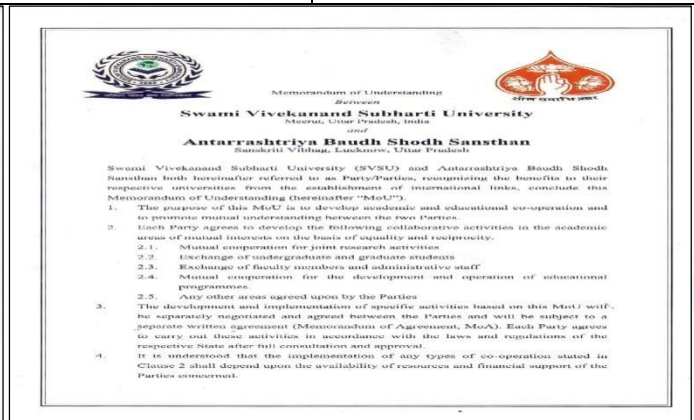 Memorandum of Understanding
Between
Swami Vivekanand Subharti University
Meerut, Uttar Pradesh, India
and
Antarrashtriya Baudh Shodh Sansthan
Sanskriti Vibhag, Lucknow, Uttar Pradesh
Swami Vivekanand Subharti University (SVSU) and Antarrashtriya Baudh Shodh
Sansthan both hereinafter referred to as Party/Parties, recognizing the benefits to their
respective universities from the establishment of international links, conclude this
Memorandum of Understanding (hereinafter "MoU").
1. The purpose of this MoU is to develop academic and educational co-operation and
to promote mutual understanding between the two Parties.
2. Each Party agrees to develop the following collaborative activities in the academic
areas of mutual interests on the basis of equality and reciprocity.
2.1. Mutual cooperation for joint research activities
2.2. Exchange of undergraduate and graduate students
2.3. Exchange of faculty members and administrative staff
2.4. Mutual cooperation for the development and operation of educational
programmes.
2.5. Any other areas agreed upon by the Parties
3. The development and implementation of specific activities based on this MoU will
be separately negotiated and agreed between the Parties and will be subject to a
separate written agreement (Memorandum of Agreement, MoA). Each Party agrees
to carry out these activities in accordance with the laws and regulations of the
respective State after full consultation and approval.
4. It is understood that the implementation of any types of co-operation stated in
Clause 2 shall depend upon the availability of resources and financial support of the
Parties concerned.